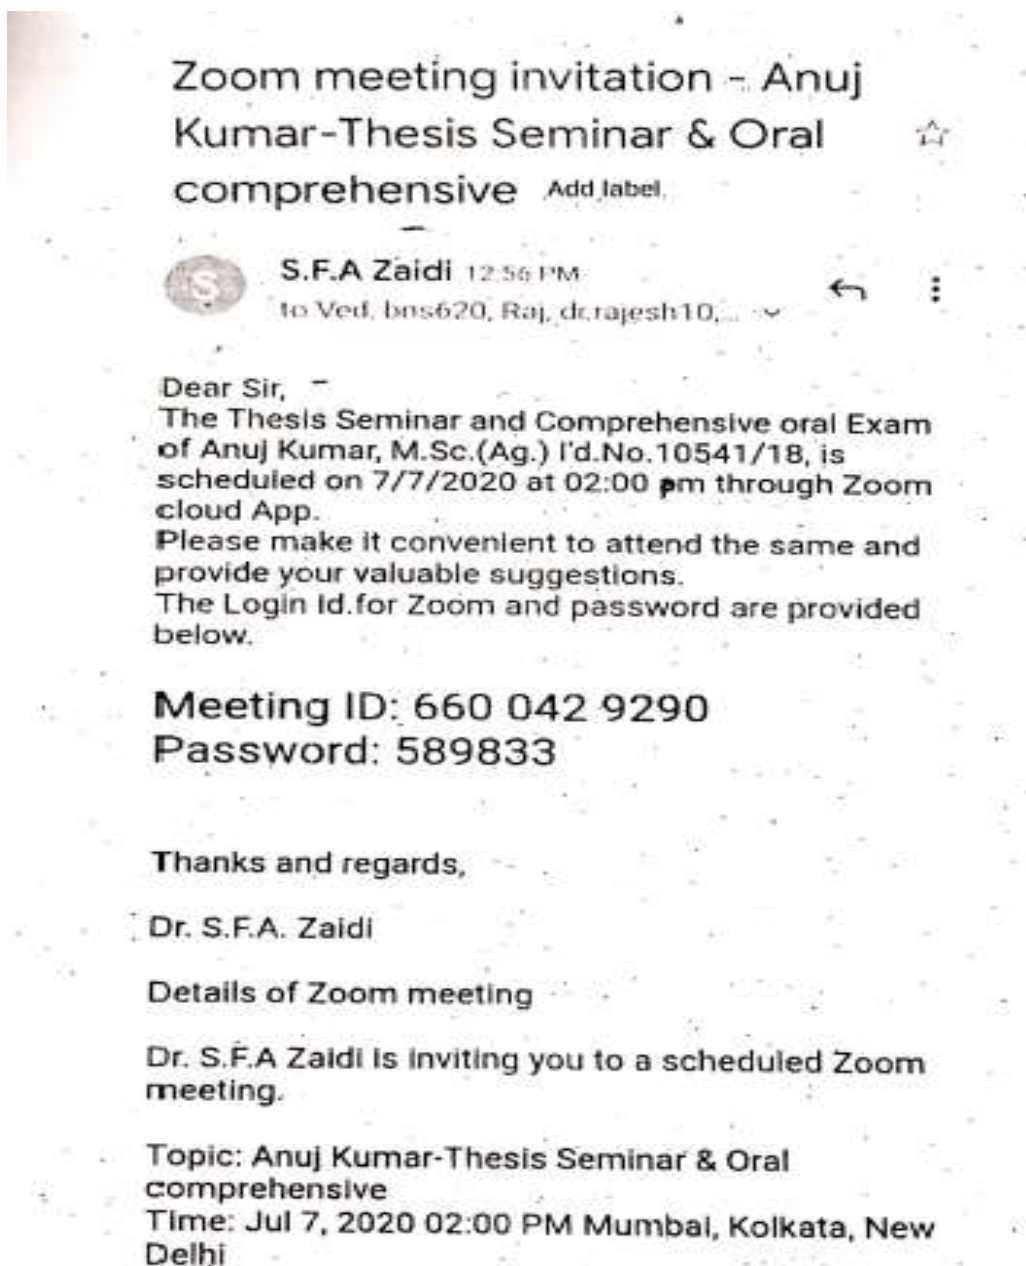 Zoom meeting invitation - Anuj
Kumar-Thesis Seminar & Oral
comprehensive Add label
S.F.A Zaidi 12:56 PM
to Ved, bns620, Raj, dr.rajesh10,...
S
Dear Sir,
The Thesis Seminar and Comprehensive oral Exam
of Anuj Kumar, M.Sc.(Ag.) I'd.No.10541/18, is
scheduled on 7/7/2020 at 02:00 pm through Zoom
cloud App.
Please make it convenient to attend the same and
provide your valuable suggestions.
The Login Id.for Zoom and password are provided
below.
Meeting ID: 660 042 9290
Password: 589833
Thanks and regards,
Dr. S.F.A. Zaidi
Details of Zoom meeting
Dr. S.F.A Zaidi is inviting you to a scheduled Zoom
meeting.
Topic: Anuj Kumar-Thesis Seminar & Oral
comprehensive
Time: Jul 7, 2020 02:00 PM Mumbai, Kolkata, New
Delhi